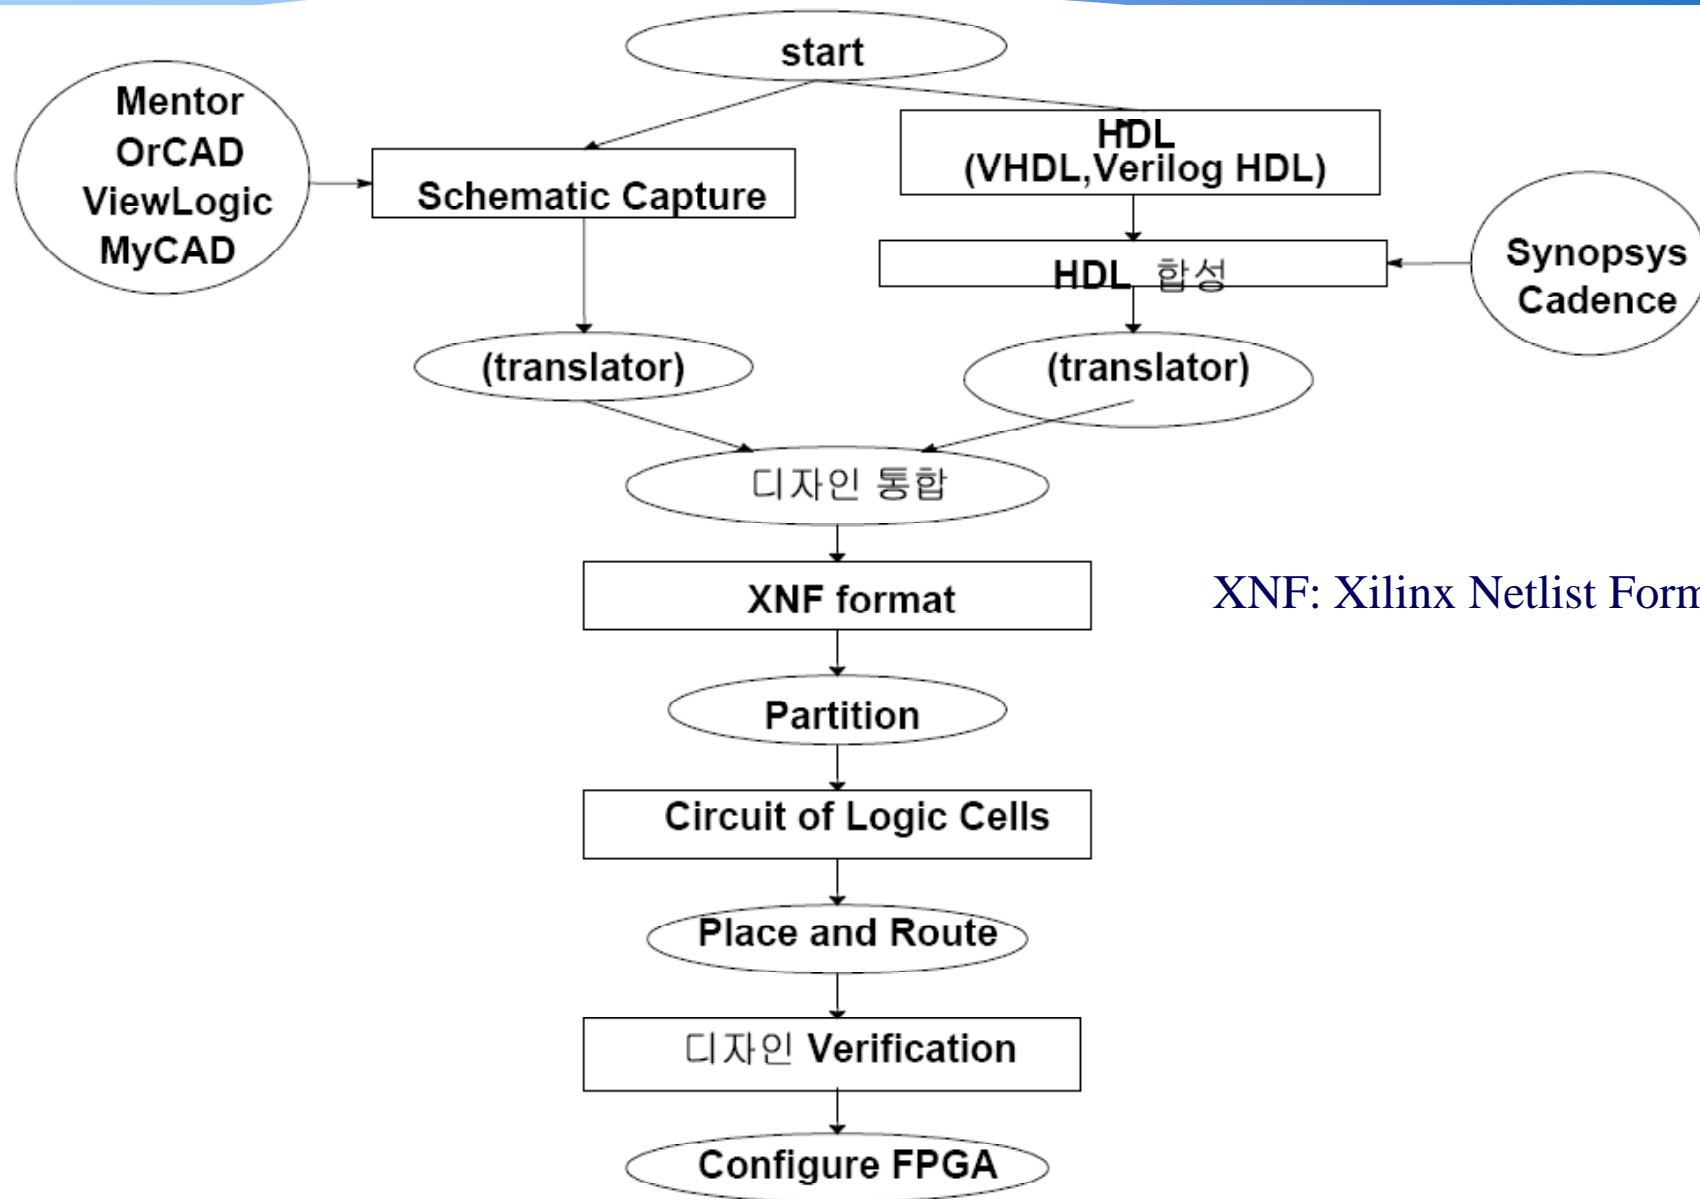 start
Mentor
OrCAD
ViewLogic
MyCAD
Schematic Capture
HDL
(VHDL,Verilog HDL)
HDL 합성
Synopsys
Cadence
(translator)
(translator)
디자인 통합
XNF format
XNF: Xilinx Netlist
Partition
Circuit of Logic Cells
Place and Route
디자인 Verification
Configure FPGA